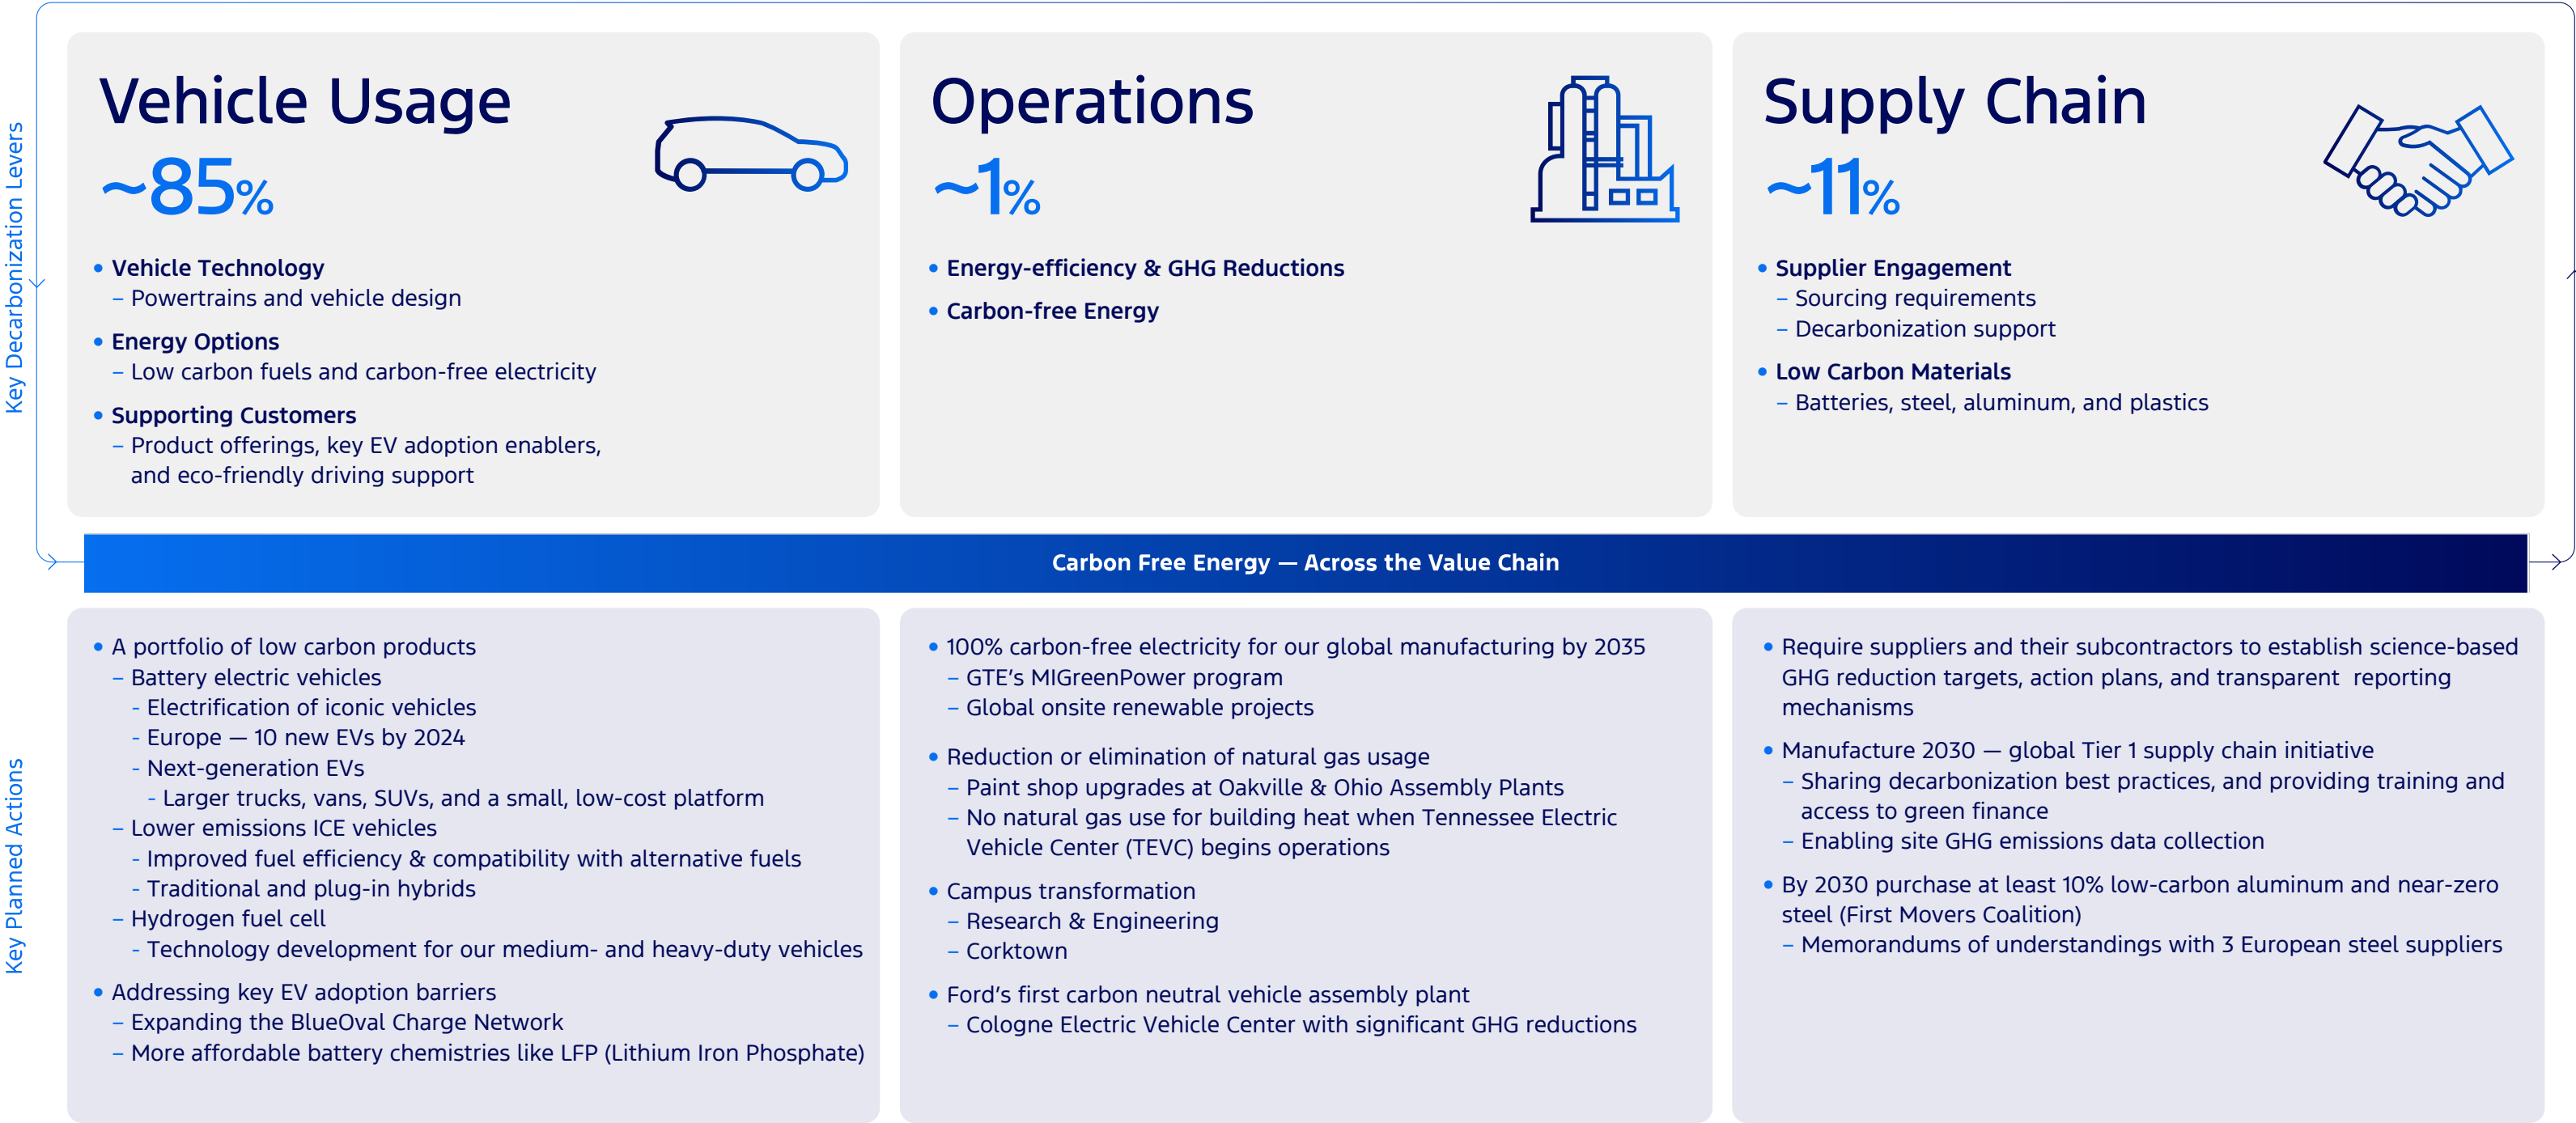 Key Decarbonization Levers
Vehicle Usage
~85%
• Vehicle Technology
– Powertrains and vehicle design
• Energy Options
– Low carbon fuels and carbon-free electricity
• Supporting Customers
– Product offerings, key EV adoption enablers,
and eco-friendly driving support
Operations
~1%
• Energy-efficiency & GHG Reductions
• Carbon-free Energy
Supply Chain
~11%
• Supplier Engagement
– Sourcing requirements
– Decarbonization support
• Low Carbon Materials
– Batteries, steel, aluminum, and plastics
Carbon Free Energy — Across the Value Chain
Key Planned Actions
• A portfolio of low carbon products
– Battery electric vehicles
- Electrification of iconic vehicles
- Europe — 10 new EVs by 2024
- Next-generation EVs
- Larger trucks, vans, SUVs, and a small, low-cost platform
– Lower emissions ICE vehicles
- Improved fuel efficiency & compatibility with alternative fuels
- Traditional and plug-in hybrids
– Hydrogen fuel cell
- Technology development for our medium- and heavy-duty vehicles
• Addressing key EV adoption barriers
– Expanding the BlueOval Charge Network
– More affordable battery chemistries like LFP (Lithium Iron Phosphate)
• 100% carbon-free electricity for our global manufacturing by 2035
– GTE’s MIGreenPower program
– Global onsite renewable projects
• Reduction or elimination of natural gas usage
– Paint shop upgrades at Oakville & Ohio Assembly Plants
– No natural gas use for building heat when Tennessee Electric
Vehicle Center (TEVC) begins operations
• Campus transformation
– Research & Engineering
– Corktown
• Ford’s first carbon neutral vehicle assembly plant
– Cologne Electric Vehicle Center with significant GHG reductions
• Require suppliers and their subcontractors to establish science-based
GHG reduction targets, action plans, and transparent reporting
mechanisms
• Manufacture 2030 — global Tier 1 supply chain initiative
– Sharing decarbonization best practices, and providing training and
access to green finance
– Enabling site GHG emissions data collection
• By 2030 purchase at least 10% low-carbon aluminum and near-zero
steel (First Movers Coalition)
– Memorandums of understandings with 3 European steel suppliers